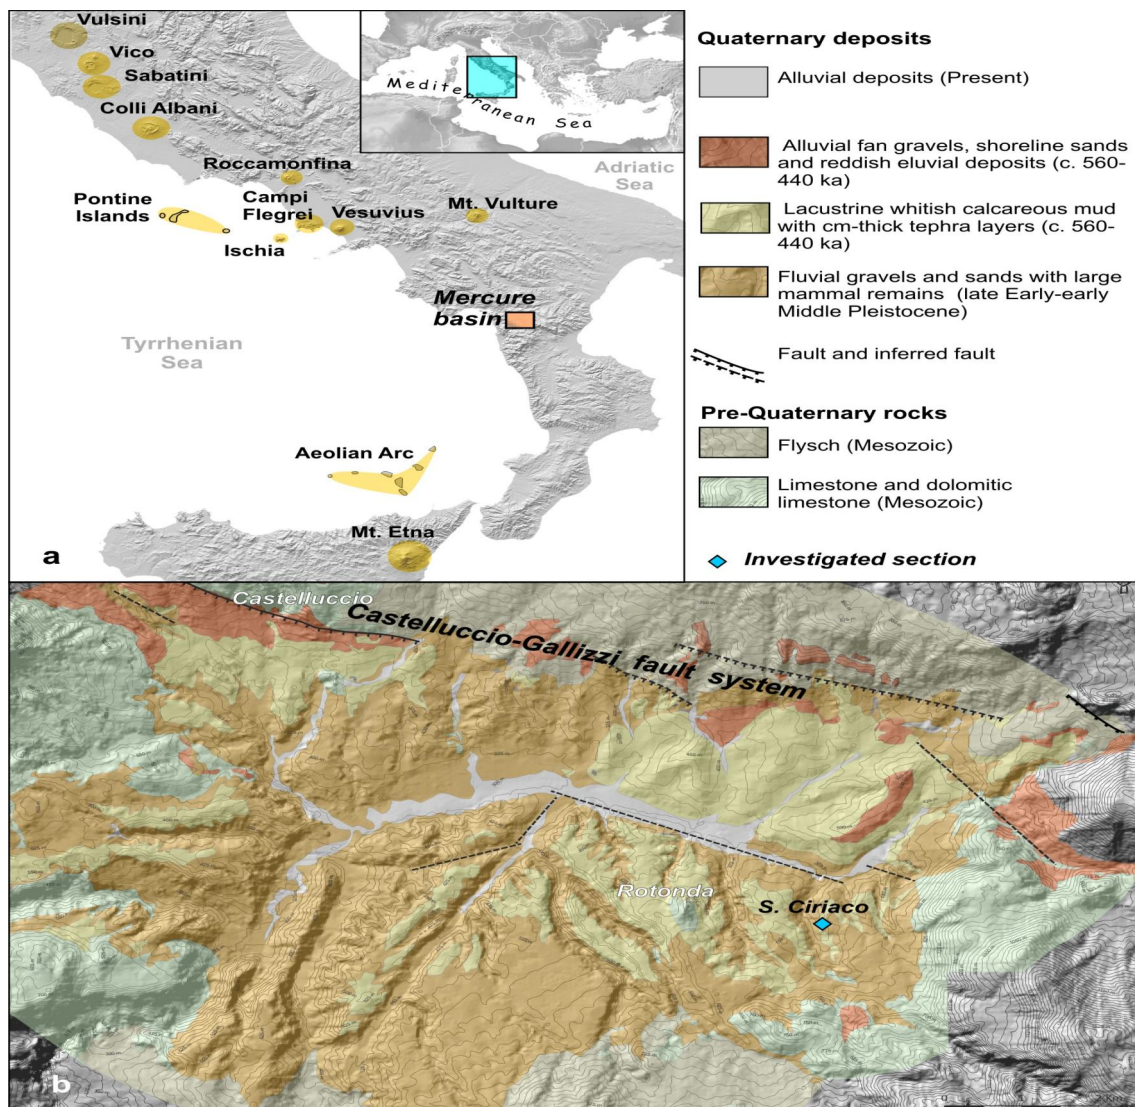 Vulsini
Vico
Sabatini
Colli Albani
Roccamonfina
Pontine
Islands
Campi
Flegrei
Vesuvius
Ischia
Mt. Vulture
Mercure
basin
Tyrrhenian
Sea
Adriatic
Sea
Mediterranean Sea
Aeolian Arc
Mt. Etna
a
Quaternary deposits
Alluvial deposits (Present)
Alluvial fan gravels, shoreline sands
and reddish eluvial deposits (c. 560-
440 ka)
Lacustrine whitish calcareous mud
with cm-thick tephra layers (c. 560-
440 ka)
Fluvial gravels and sands with large
mammal remains (late Early-early
Middle Pleistocene)
Fault and inferred fault
Pre-Quaternary rocks
Flysch (Mesozoic)
Limestone and dolomitic
limestone (Mesozoic)
Investigated section
Castelluccio
Castelluccio-Gallizzi fault system
Rotonda
S. Ciriaco
b